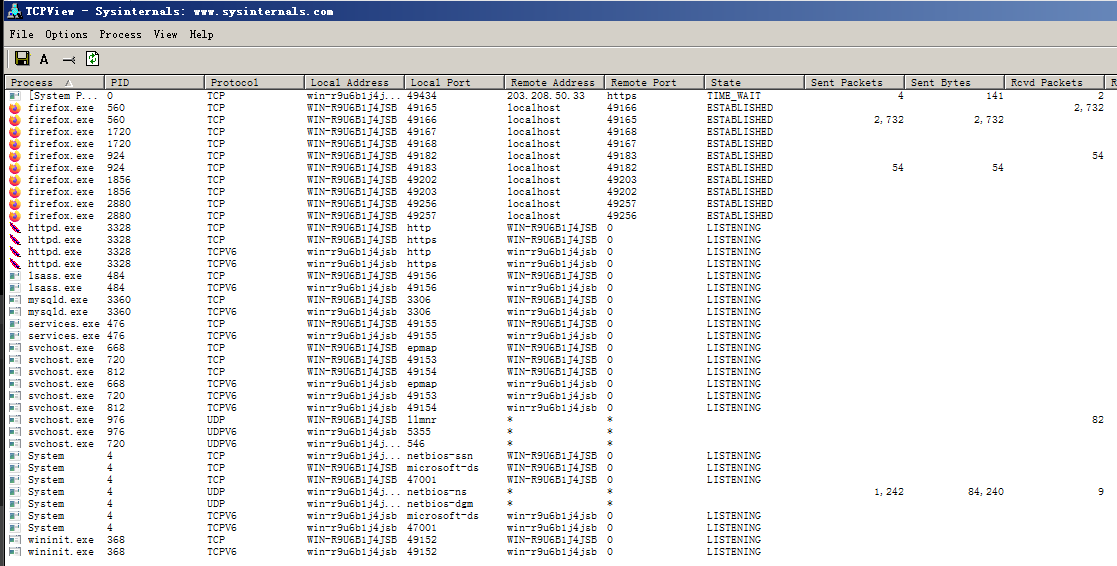 TCPView - Sysinternals: www.sysinternals.com
File Options Process View Help
A
Process PID Protocol Local Address Local Port Remote Address Remote Port State Sent Packets Sent Bytes Rcvd Packets R
[System P... 0 TCP win-r9u6b1j4j... 49434 203.208.50.33 https TIME_WAIT 4 141 2
firefox.exe 560 TCP WIN-R9U6B1J4JSB 49165 localhost 49166 ESTABLISHED 2,732
firefox.exe 560 TCP WIN-R9U6B1J4JSB 49166 localhost 49165 ESTABLISHED 2,732 2,732
firefox.exe 1720 TCP WIN-R9U6B1J4JSB 49167 localhost 49168 ESTABLISHED
firefox.exe 1720 TCP WIN-R9U6B1J4JSB 49168 localhost 49167 ESTABLISHED
firefox.exe 924 TCP WIN-R9U6B1J4JSB 49182 localhost 49183 ESTABLISHED 54
firefox.exe 924 TCP WIN-R9U6B1J4JSB 49183 localhost 49182 ESTABLISHED 54 54
firefox.exe 1856 TCP WIN-R9U6B1J4JSB 49202 localhost 49203 ESTABLISHED
firefox.exe 1856 TCP WIN-R9U6B1J4JSB 49203 localhost 49202 ESTABLISHED
firefox.exe 2880 TCP WIN-R9U6B1J4JSB 49256 localhost 49257 ESTABLISHED
firefox.exe 2880 TCP WIN-R9U6B1J4JSB 49257 localhost 49256 ESTABLISHED
httpd.exe 3328 TCP WIN-R9U6B1J4JSB http WIN-R9U6B1J4JSB 0 LISTENING
httpd.exe 3328 TCP WIN-R9U6B1J4JSB https WIN-R9U6B1J4JSB 0 LISTENING
httpd.exe 3328 TCPV6 win-r9u6b1j4jsb http win-r9u6b1j4jsb 0 LISTENING
httpd.exe 3328 TCPV6 win-r9u6b1j4jsb https win-r9u6b1j4jsb 0 LISTENING
lsass.exe 484 TCP WIN-R9U6B1J4JSB 49156 WIN-R9U6B1J4JSB 0 LISTENING
lsass.exe 484 TCPV6 win-r9u6b1j4jsb 49156 win-r9u6b1j4jsb 0 LISTENING
mysqld.exe 3360 TCP WIN-R9U6B1J4JSB 3306 WIN-R9U6B1J4JSB 0 LISTENING
mysqld.exe 3360 TCPV6 win-r9u6b1j4jsb 3306 win-r9u6b1j4jsb 0 LISTENING
services.exe 476 TCP WIN-R9U6B1J4JSB 49155 WIN-R9U6B1J4JSB 0 LISTENING
services.exe 476 TCPV6 win-r9u6b1j4jsb 49155 win-r9u6b1j4jsb 0 LISTENING
svchost.exe 668 TCP WIN-R9U6B1J4JSB epmap WIN-R9U6B1J4JSB 0 LISTENING
svchost.exe 720 TCP WIN-R9U6B1J4JSB 49153 WIN-R9U6B1J4JSB 0 LISTENING
svchost.exe 812 TCP WIN-R9U6B1J4JSB 49154 WIN-R9U6B1J4JSB 0 LISTENING
svchost.exe 668 TCPV6 win-r9u6b1j4jsb epmap win-r9u6b1j4jsb 0 LISTENING
svchost.exe 720 TCPV6 win-r9u6b1j4jsb 49153 win-r9u6b1j4jsb 0 LISTENING
svchost.exe 812 TCPV6 win-r9u6b1j4jsb 49154 win-r9u6b1j4jsb 0 LISTENING
svchost.exe 976 UDP WIN-R9U6B1J4JSB llmnr * * 82
svchost.exe 976 UDPV6 win-r9u6b1j4jsb 5355 * *
svchost.exe 720 UDPV6 win-r9u6b1j4j... 546 * *
System 4 TCP win-r9u6b1j4j... netbios-ssn WIN-R9U6B1J4JSB 0 LISTENING
System 4 TCP WIN-R9U6B1J4JSB microsoft-ds WIN-R9U6B1J4JSB 0 LISTENING
System 4 TCP WIN-R9U6B1J4JSB 47001 WIN-R9U6B1J4JSB 0 LISTENING
System 4 UDP win-r9u6b1j4j... netbios-ns * * 1,242 84,240 9
System 4 UDP win-r9u6b1j4j... netbios-dgm * *
System 4 TCPV6 win-r9u6b1j4jsb microsoft-ds win-r9u6b1j4jsb 0 LISTENING
System 4 TCPV6 win-r9u6b1j4jsb 47001 win-r9u6b1j4jsb 0 LISTENING
wininit.exe 368 TCP WIN-R9U6B1J4JSB 49152 WIN-R9U6B1J4JSB 0 LISTENING
wininit.exe 368 TCPV6 win-r9u6b1j4jsb 49152 win-r9u6b1j4jsb 0 LISTENING